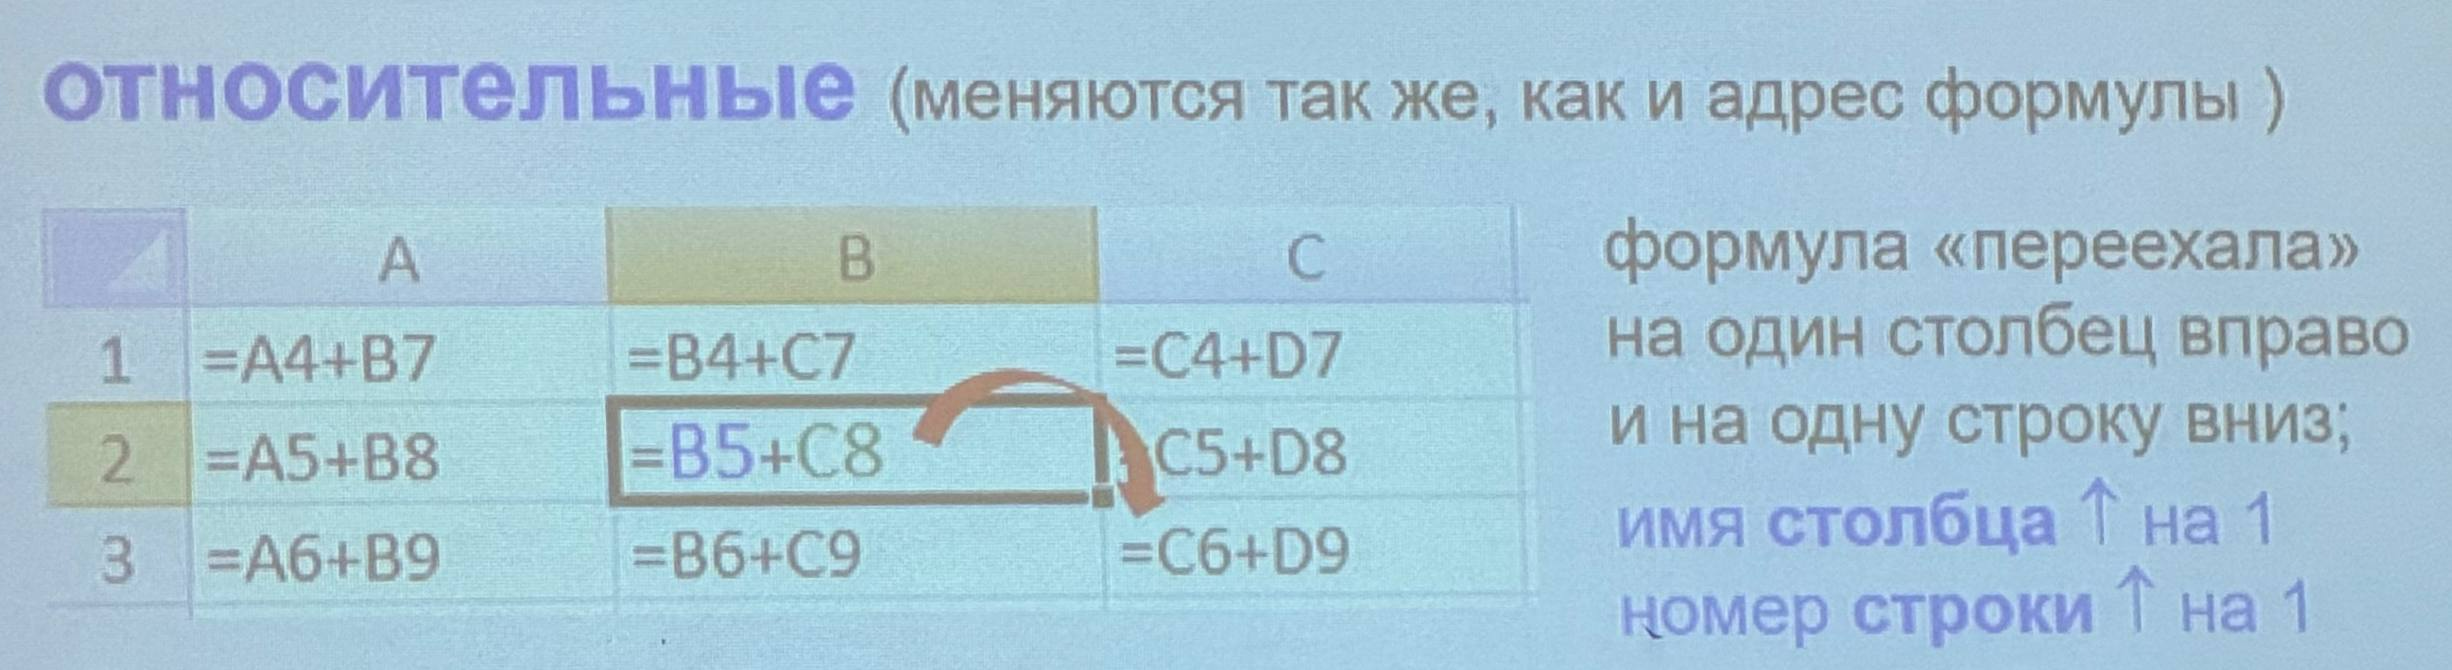 относительные (меняются так же, как и адрес формулы )
A B C
1 =A4+B7 =B4+C7 =C4+D7
2 =A5+B8 =B5+C8 C5+D8
3 =A6+B9 =B6+C9 =C6+D9
формула «переехала»
на один столбец вправо
и на одну строку вниз;
имя столбца ↑ на 1
номер строки ↑ на 1